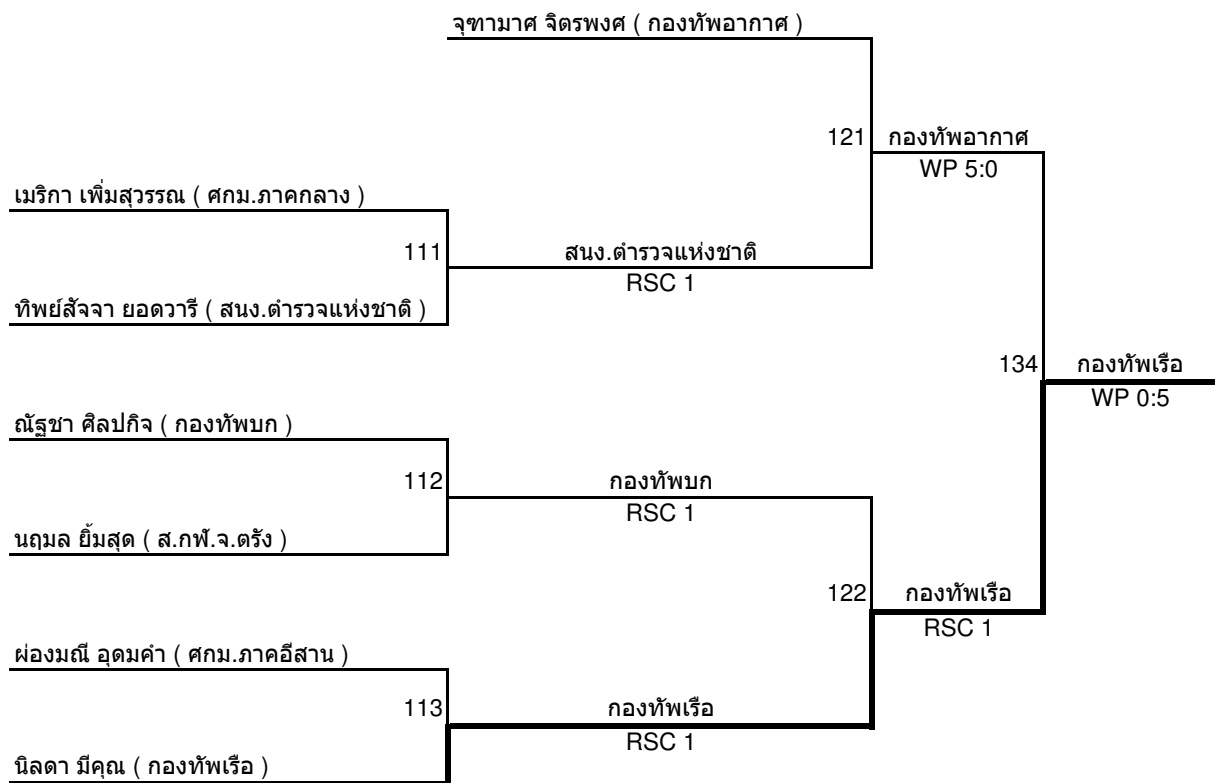 จุฑามาศ จิตรพงศ ( กองทัพอากาศ )
121
กองทัพอากาศ
WP 5:0
เมริกา เพิ่มสุวรรณ ( ศกม.ภาคกลาง )
111
สนง.ตำรวจแห่งชาติ
RSC 1
ทิพย์สัจจา ยอดวารี ( สนง.ตำรวจแห่งชาติ )
134
กองทัพเรือ
WP 0:5
ณัฐชา ศิลปกิจ ( กองทัพบก )
112
กองทัพบก
RSC 1
นฤมล ยิ้มสุด ( ส.กฬ.จ.ตรัง )
122
กองทัพเรือ
RSC 1
ผ่องมณี อุดมคำ ( ศกม.ภาคอีสาน )
113
กองทัพเรือ
RSC 1
นิลดา มีคุณ ( กองทัพเรือ )